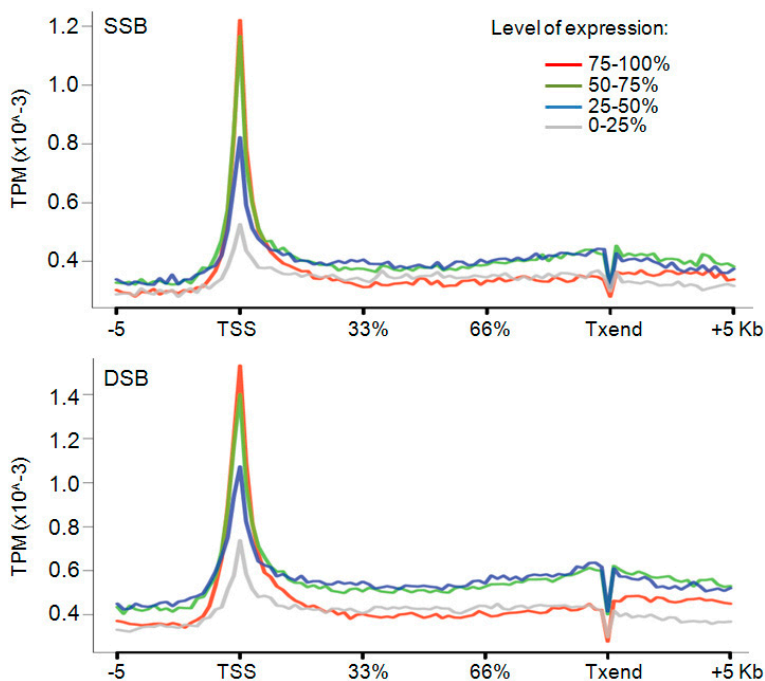 SSB
Level of expression:
75-100%
50-75%
25-50%
0-25%
TPM (x10^-3)
1.2
1.0
0.8
0.6
0.4
-5 TSS 33% 66% Txend +5 Kb
DSB
TPM (x10^-3)
1.4
1.2
1.0
0.8
0.6
0.4
-5 TSS 33% 66% Txend +5 Kb